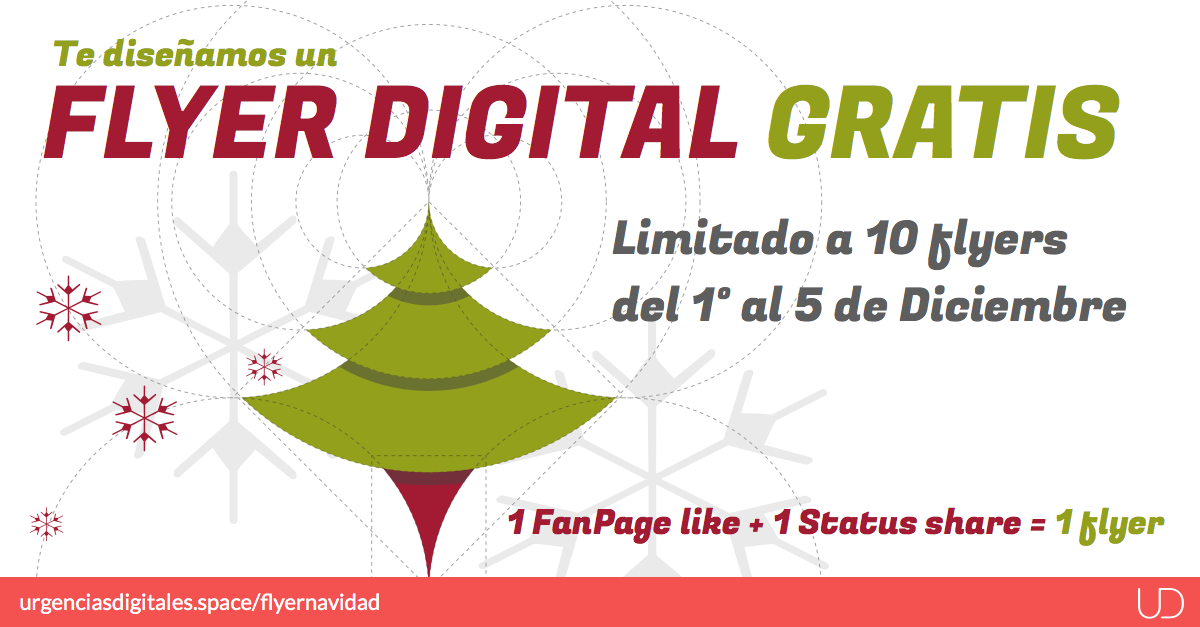 Te diseñamos un
FLYER DIGITAL GRATIS
Limitado a 10 flyers
del 1º al 5 de Diciembre
1 FanPage like + 1 Status share = 1 flyer
urgenciasdigitales.space/flyernavidad
UD